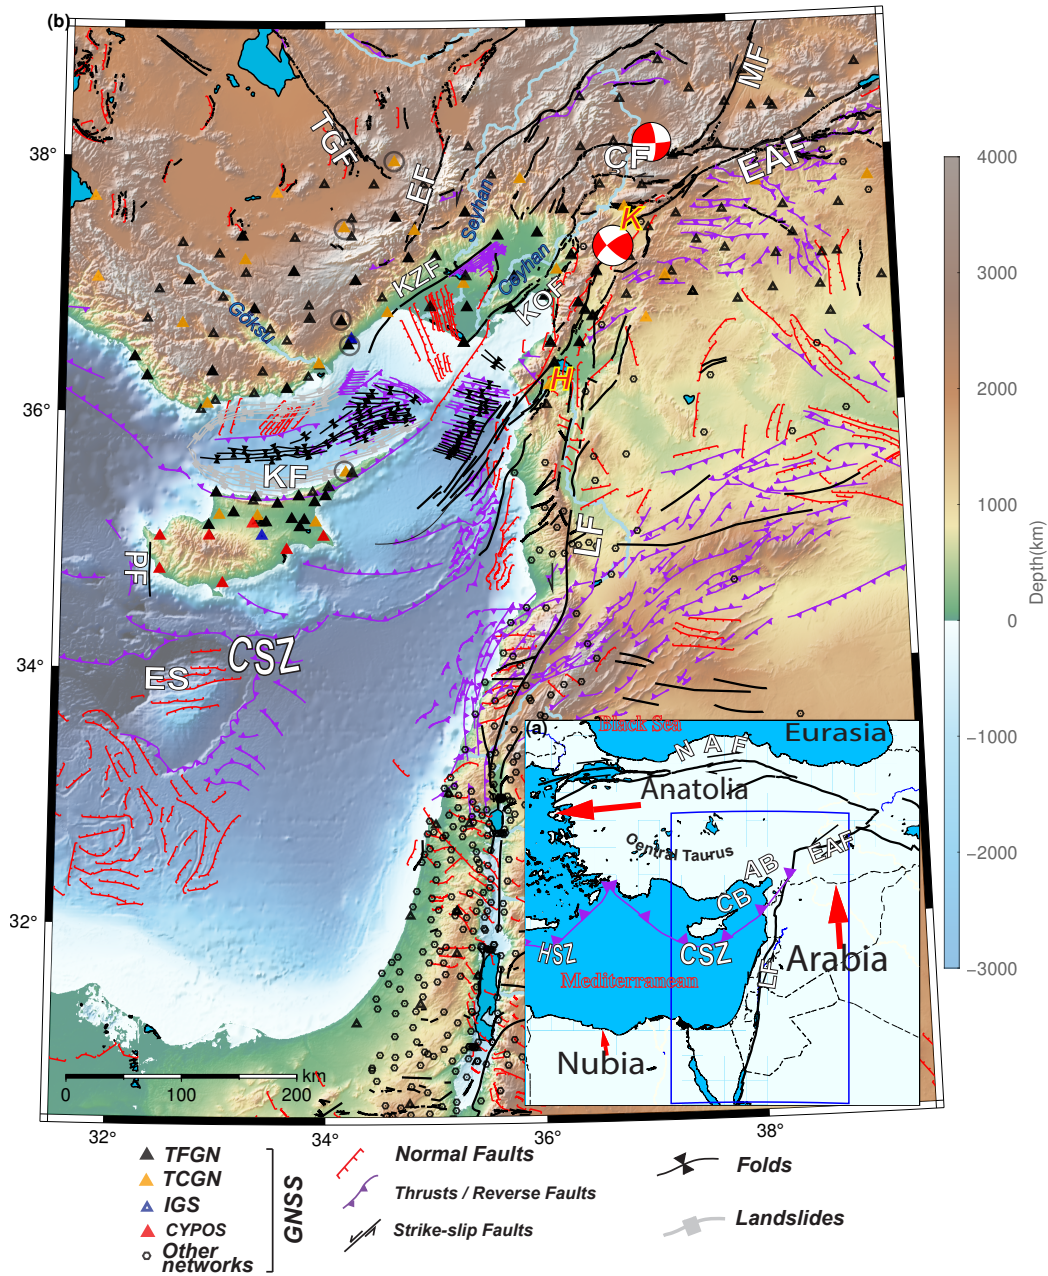 (b)
MF
38°
TGF
CF
EAF
EF
Seyhan
K
Ceyhan
KZF
KOF
Göksu
H
36°
KF
LF
PF
CSZ
ES
34°
32°
4000
3000
2000
1000
0
−1000
−2000
−3000
Depth(km)
(a)
Black Sea
Eurasia
N A F
Anatolia
Central Taurus
EAF
AB
CB
HSZ
CSZ
Arabia
LF
Mediterranean
Nubia
km
0 100 200
32° 34° 36° 38°
TFGN
TCGN
IGS
CYPOS
Other
networks
GNSS
Normal Faults
Thrusts / Reverse Faults
Strike-slip Faults
Folds
Landslides